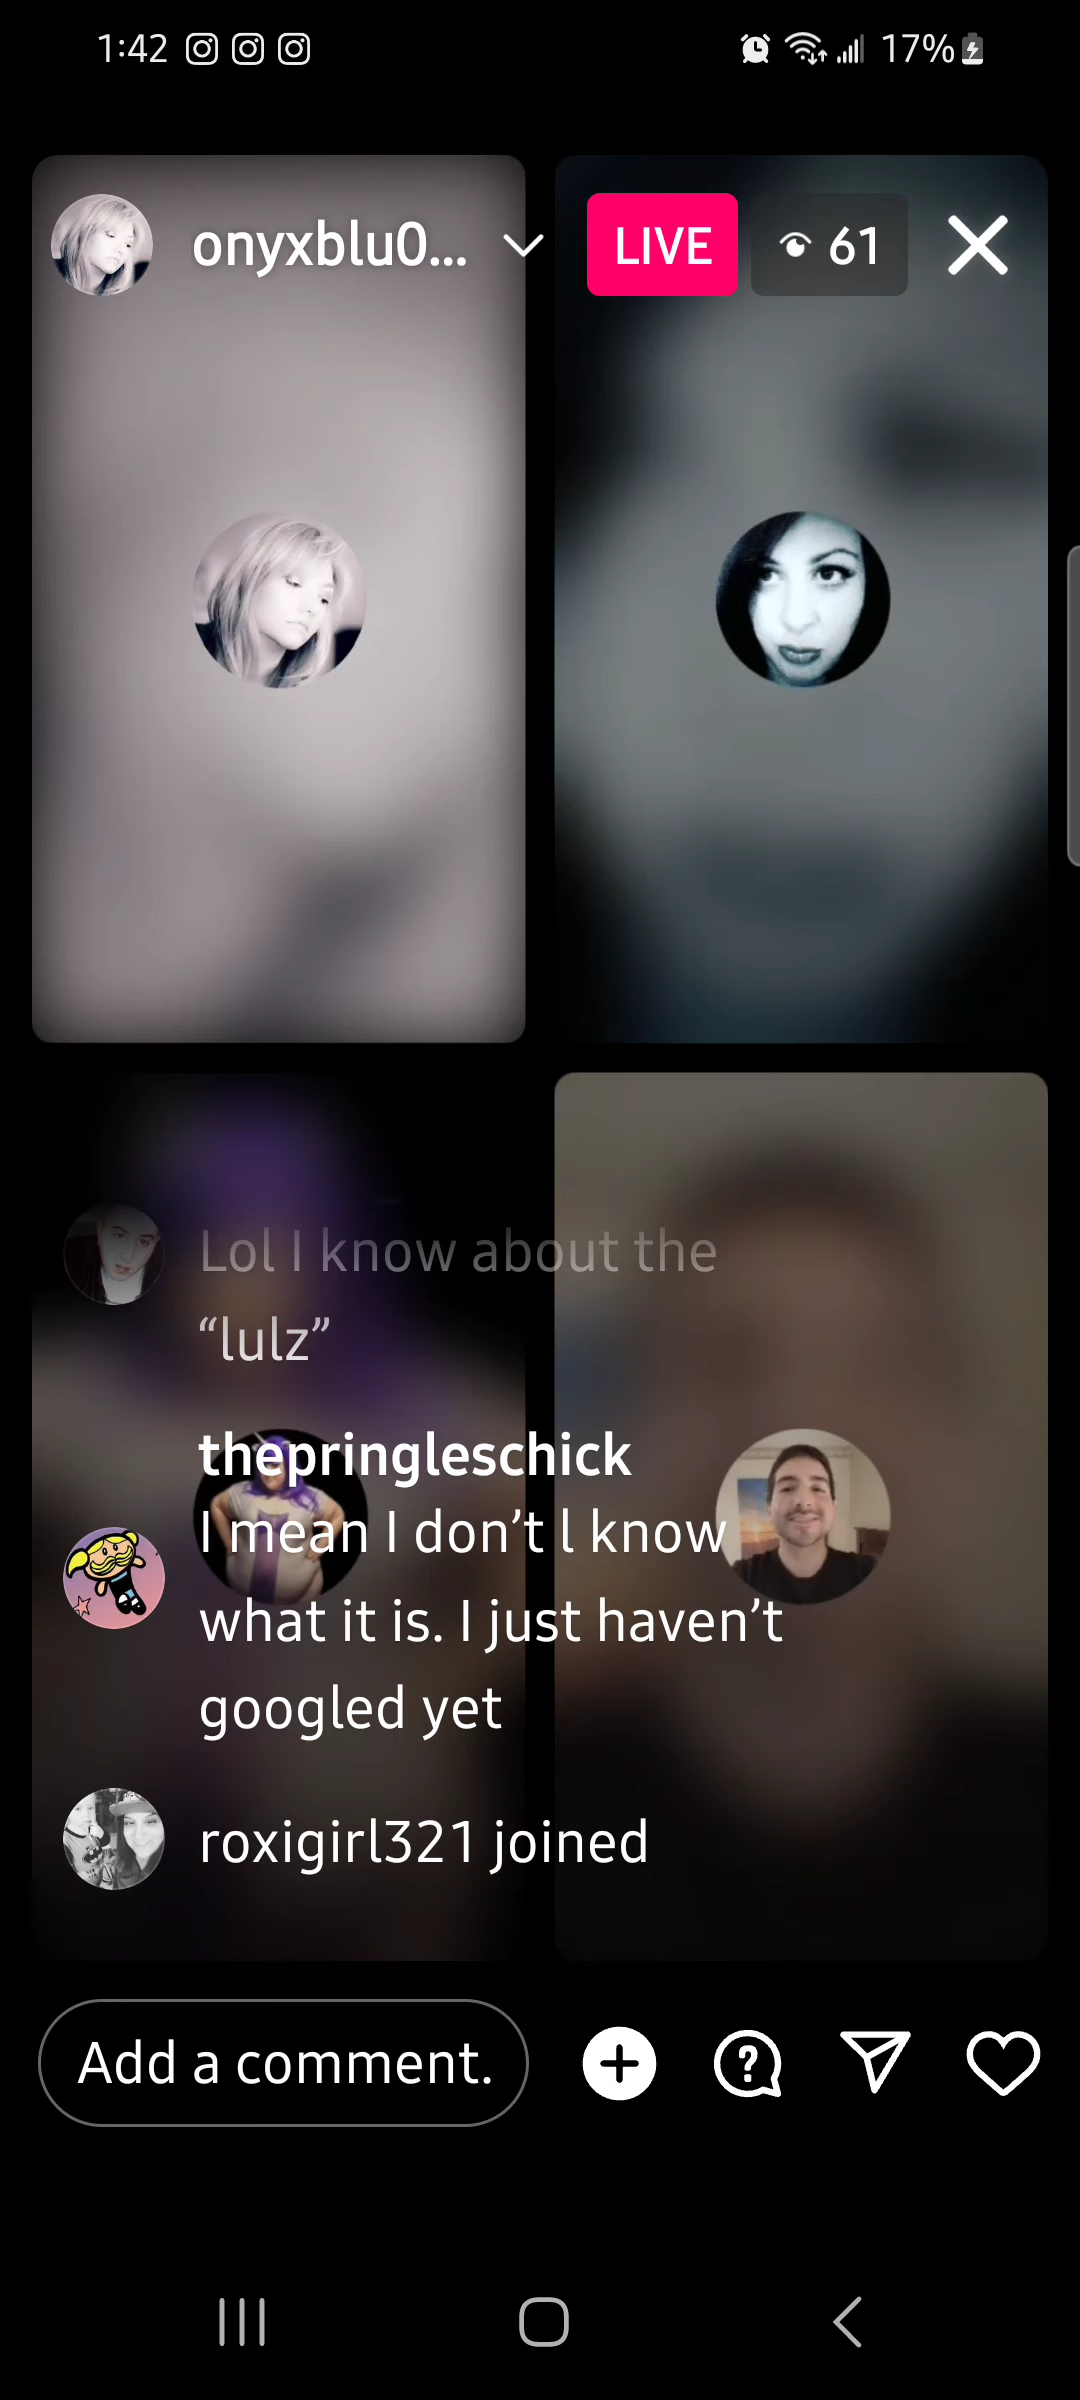 1:42
17%
onyxblu0...
LIVE
61
Lol I know about the
“lulz”
thepringleschick
I mean I don’t l know
what it is. I just haven’t
googled yet
roxigirl321 joined
Add a comment.